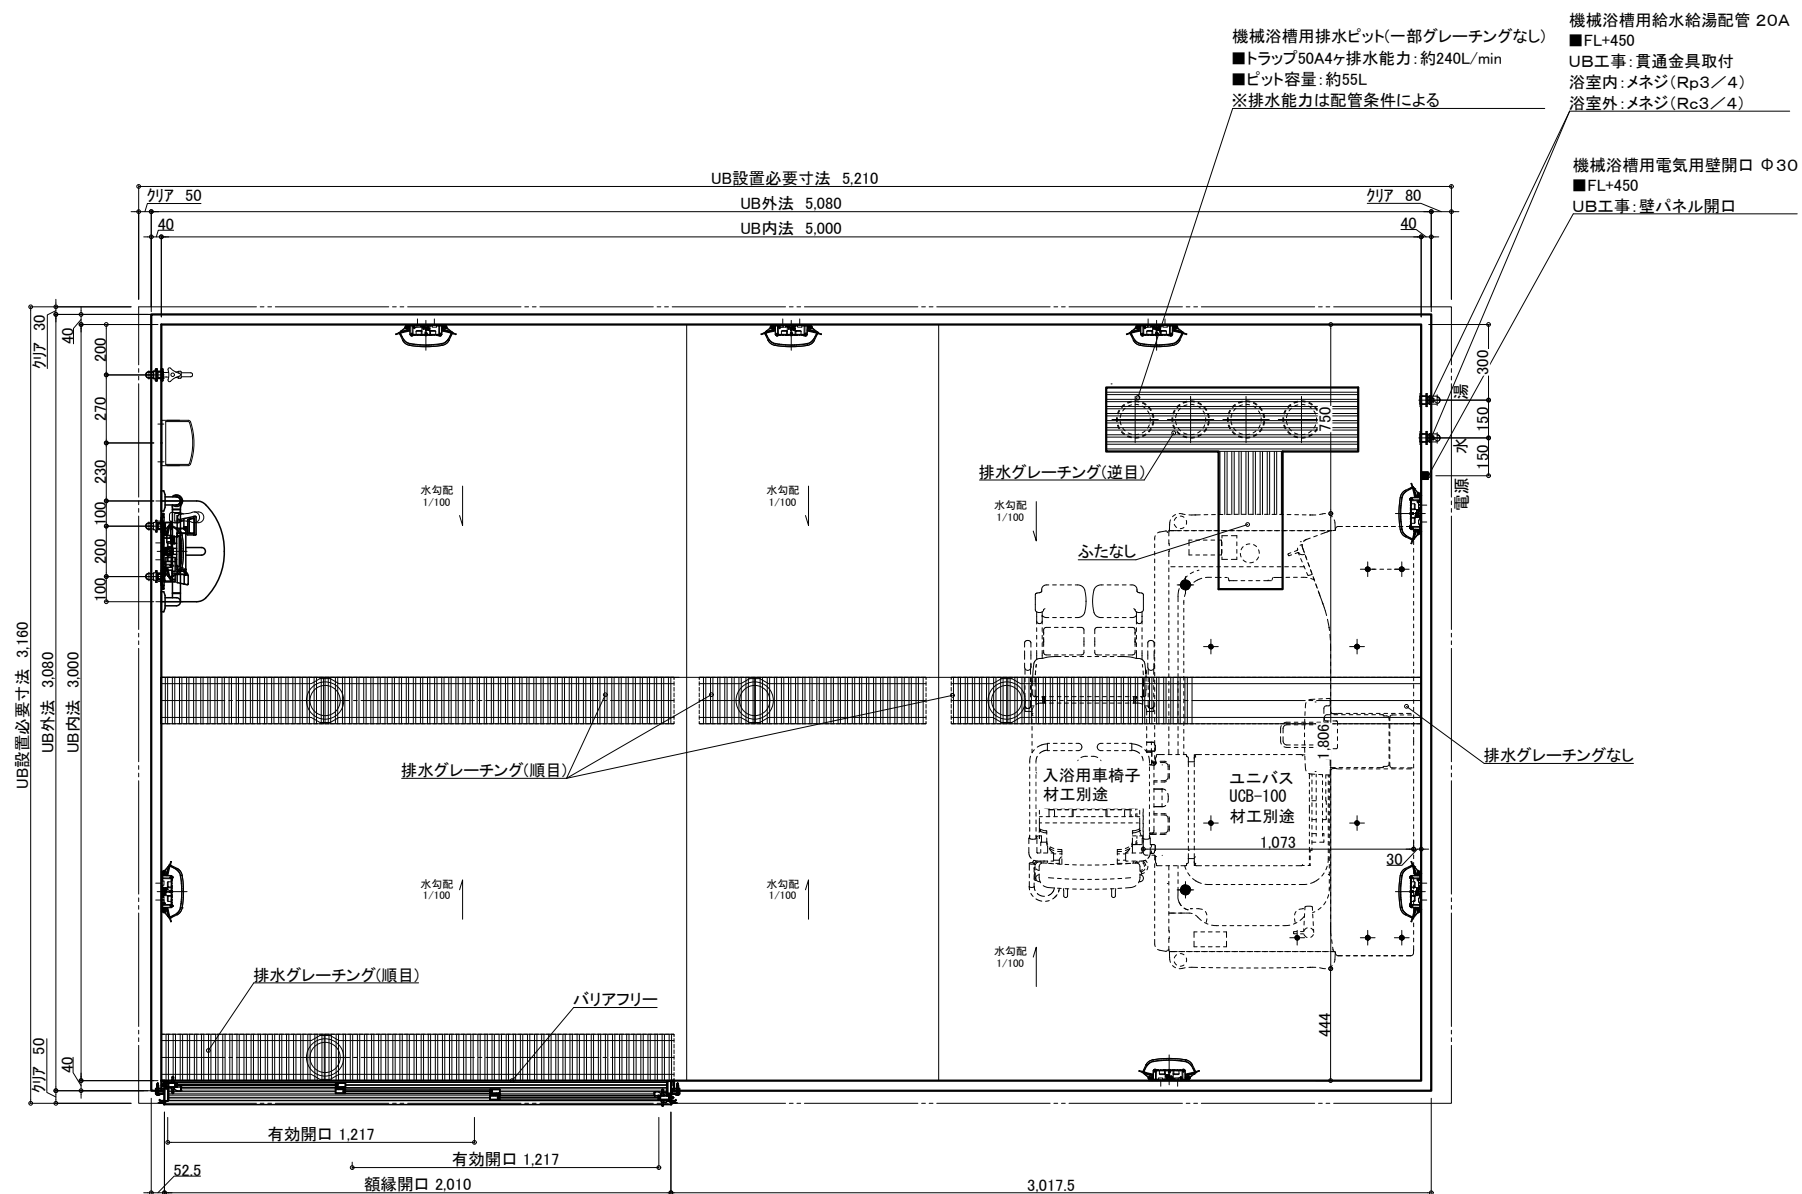 機械浴槽用排水ピット(一部グレーチングなし)
■トラップ50A4ヶ排水能力：約240L/min
■ピット容量：約55L
※排水能力は配管条件による
機械浴槽用給水給湯配管 20A
■FL+450
UB工事：貫通金具取付
浴室内：メネジ(Rp3／4)
浴室外：メネジ(Rc3／4)
機械浴槽用電気用壁開口 Φ30
■FL+450
UB工事：壁パネル開口
UB設置必要寸法 5,210
クリア 50
UB外法 5,080
クリア 80
40
UB内法 5,000
40
UB設置必要寸法 3,160
UB外法 3,080
UB内法 3,000
クリア 30
40
200
270
230
100
200
100
クリア 50
40
300
150
150
湯
水
電源
750
排水グレーチング(逆目)
水勾配
1/100
水勾配
1/100
水勾配
1/100
ふたなし
排水グレーチング(順目)
排水グレーチングなし
1,806
入浴用車椅子
材工別途
ユニバス
UCB-100
材工別途
1,073
30
水勾配
1/100
水勾配
1/100
水勾配
1/100
排水グレーチング(順目)
バリアフリー
444
有効開口 1,217
有効開口 1,217
52.5
額縁開口 2,010
3,017.5